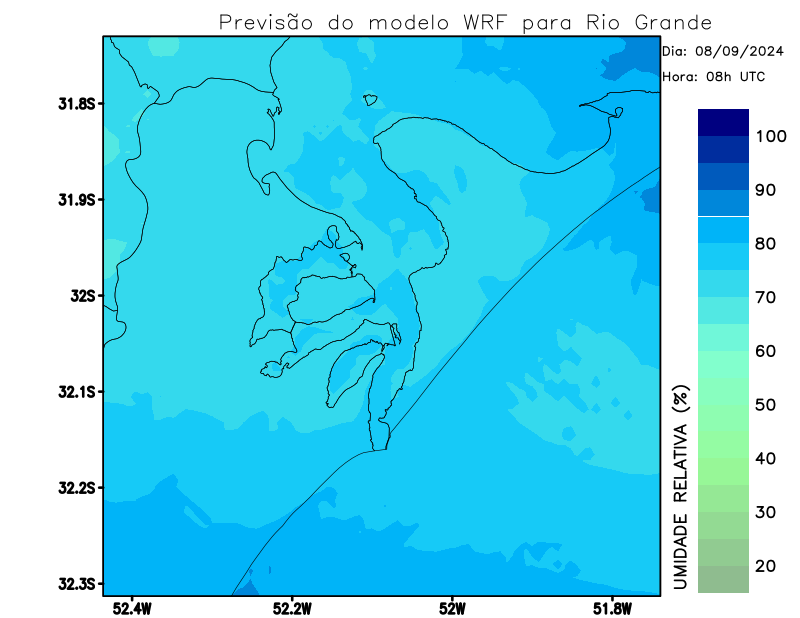 Previsão do modelo WRF para Rio Grande
Dia: 08/09/2024
Hora: 08h UTC
31.8S
31.9S
32S
32.1S
32.2S
32.3S
52.4W
52.2W
52W
51.8W
UMIDADE RELATIVA (%)
100
90
80
70
60
50
40
30
20